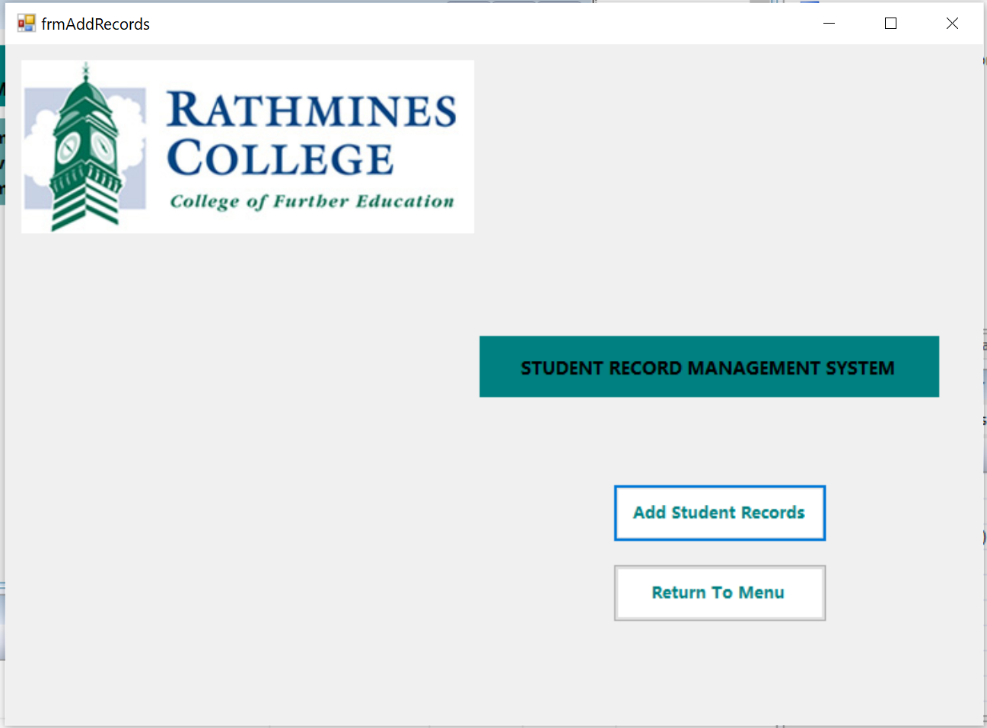 frmAddRecords
RATHMINES
COLLEGE
College of Further Education
STUDENT RECORD MANAGEMENT SYSTEM
Add Student Records
Return To Menu